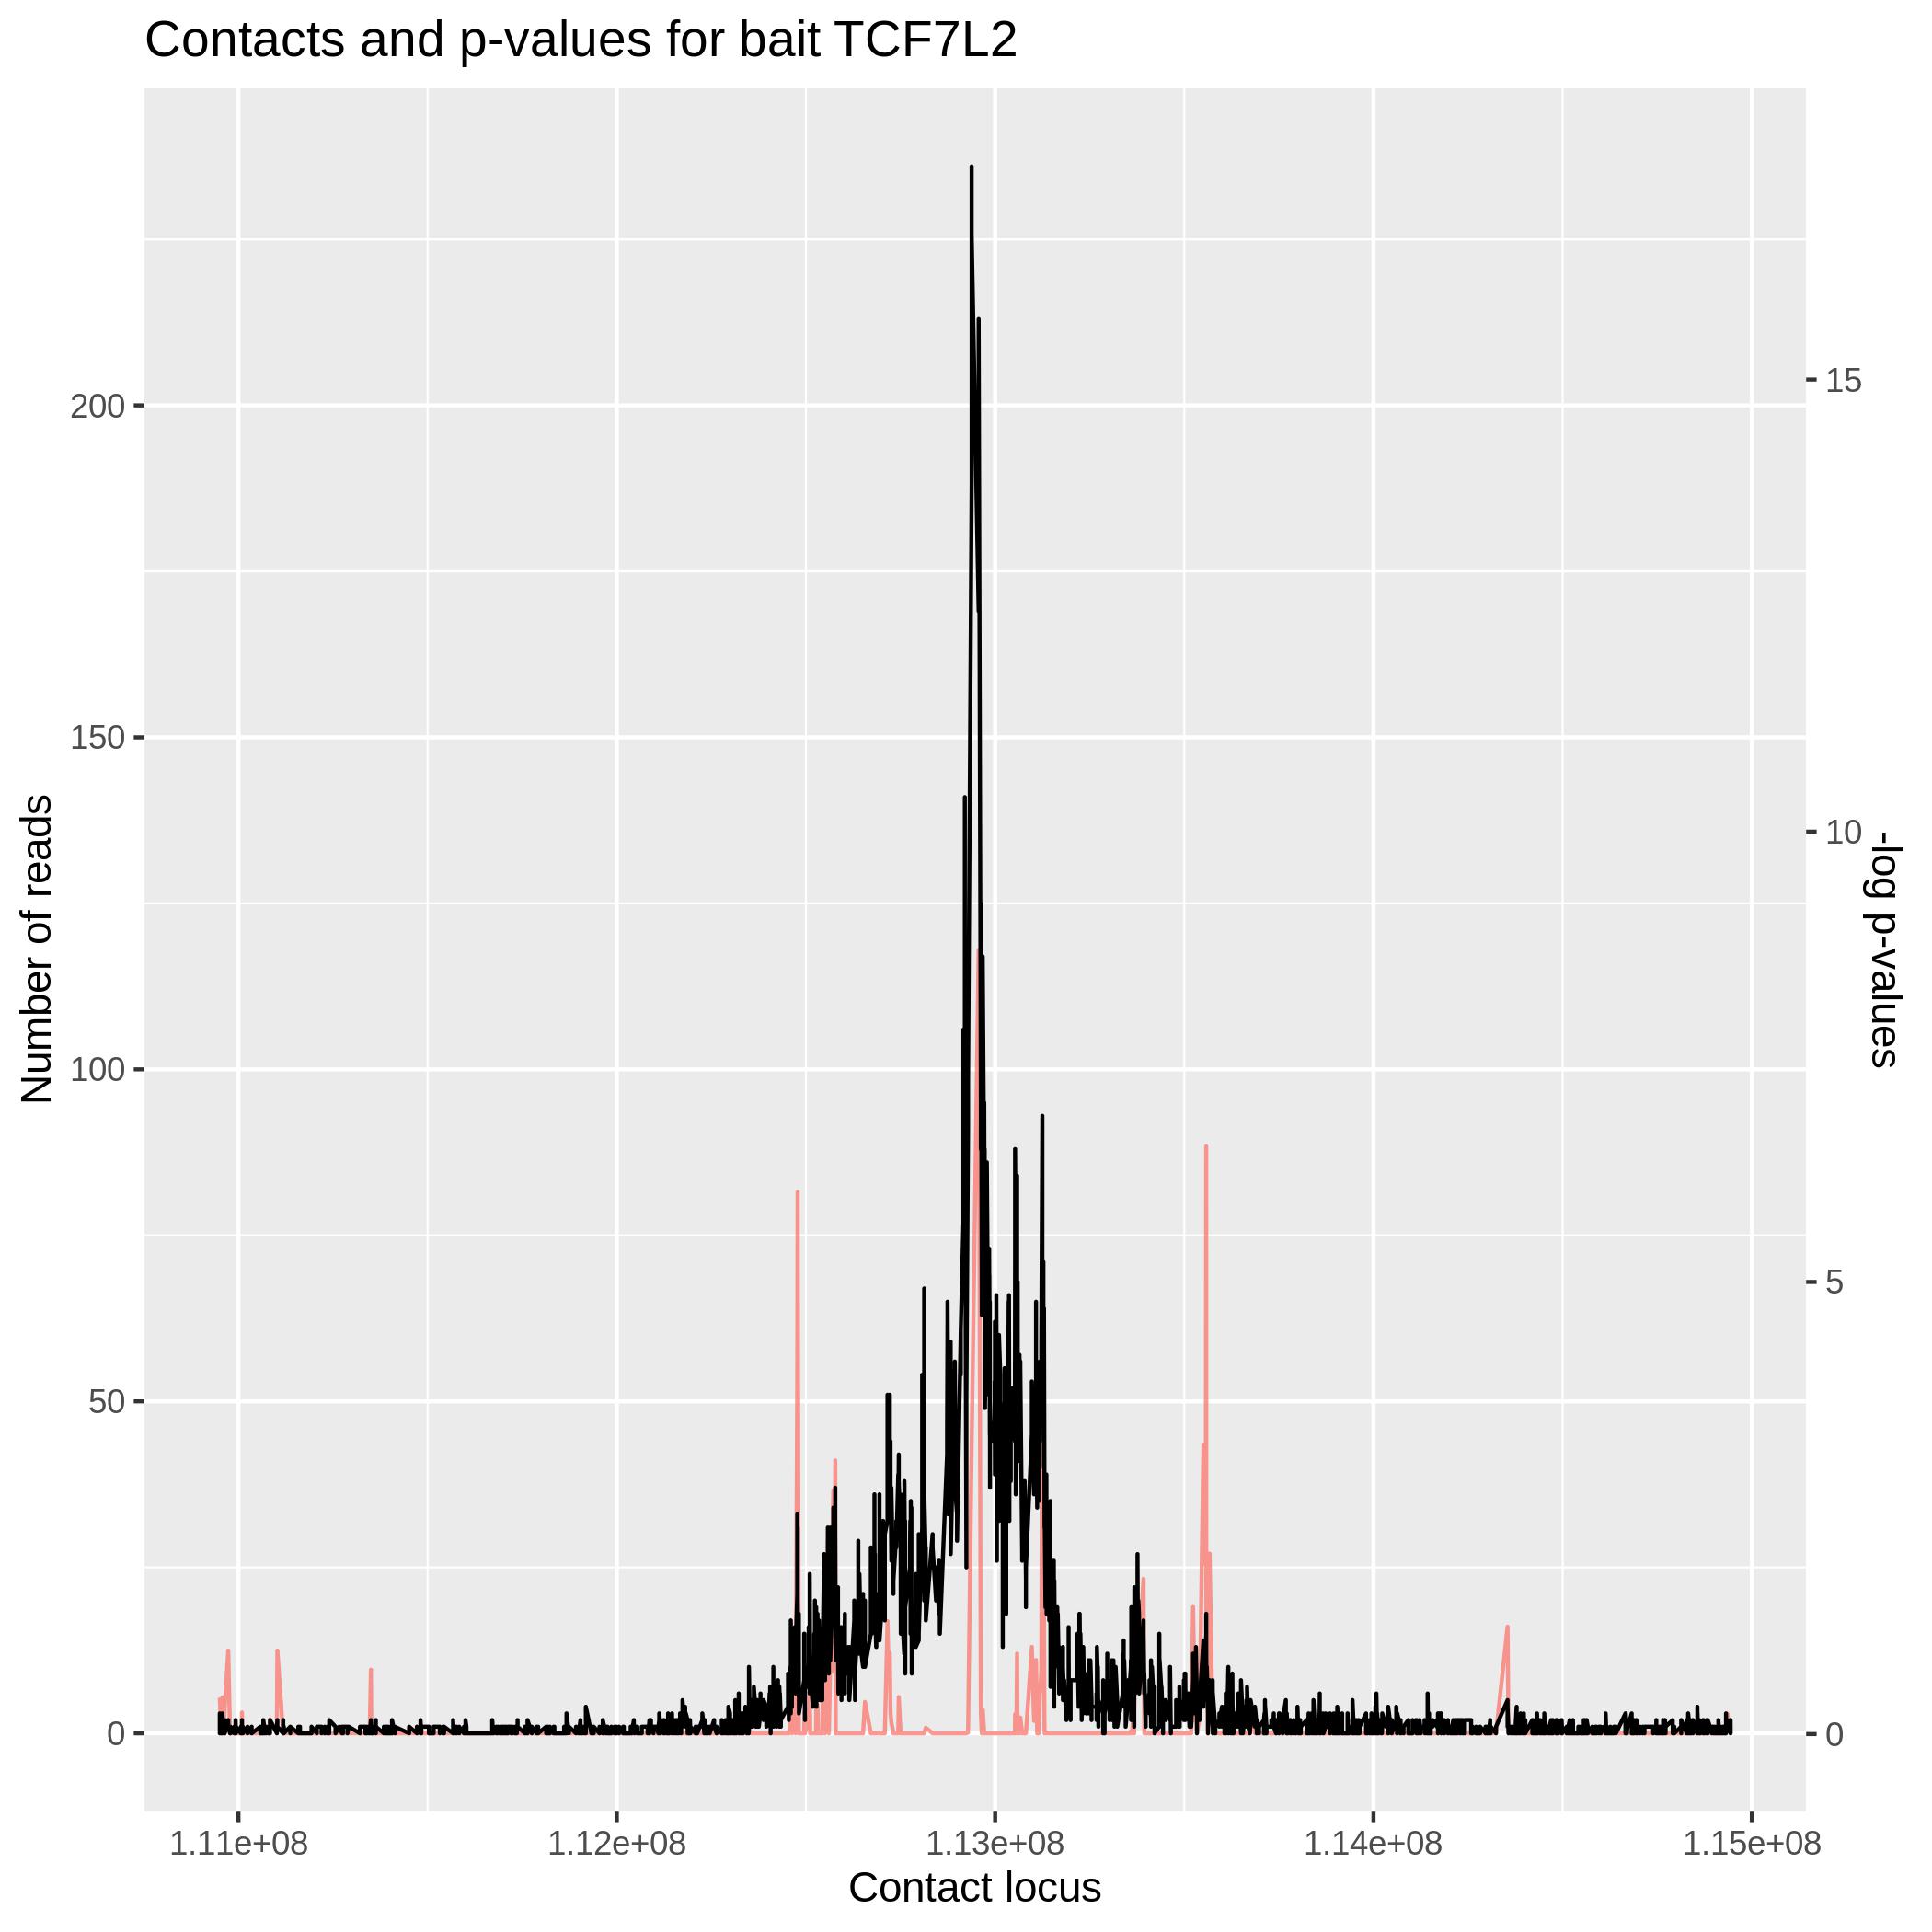 Contacts and p-values for bait TCF7L2
Number of reads
200
150
100
50
0
15
10
5
0
-log p-values
1.11e+08
1.12e+08
1.13e+08
1.14e+08
1.15e+08
Contact locus